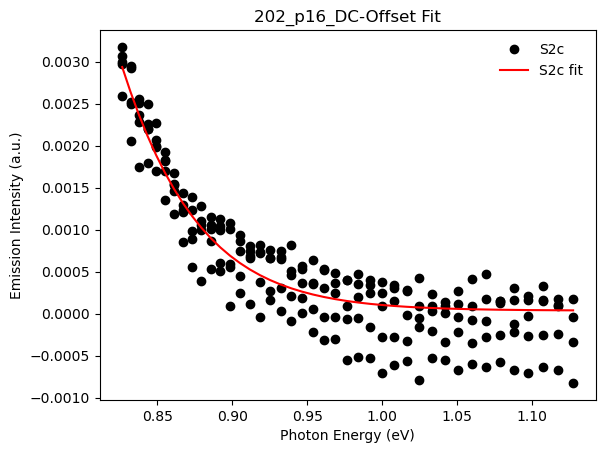 202_p16_DC-Offset Fit
S2c
S2c fit
Emission Intensity (a.u.)
0.0030
0.0025
0.0020
0.0015
0.0010
0.0005
0.0000
−0.0005
−0.0010
0.85 0.90 0.95 1.00 1.05 1.10
Photon Energy (eV)